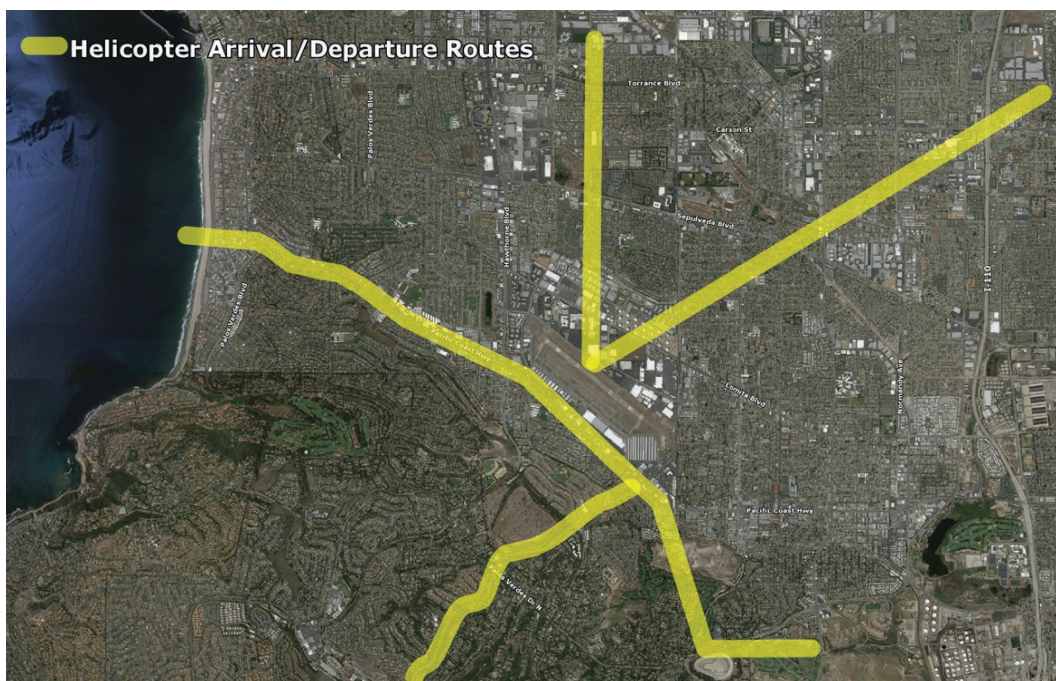 Helicopter Arrival/Departure Routes
Torrance Blvd
Palos Verdes Blvd
Carson St
Sepulveda Blvd
Hawthorne Blvd
I-110
Palos Verdes Blvd
Pacific Coast Hwy
Lomita Blvd
Normandy Ave
Pacific Coast Hwy
Palos Verdes Dr N